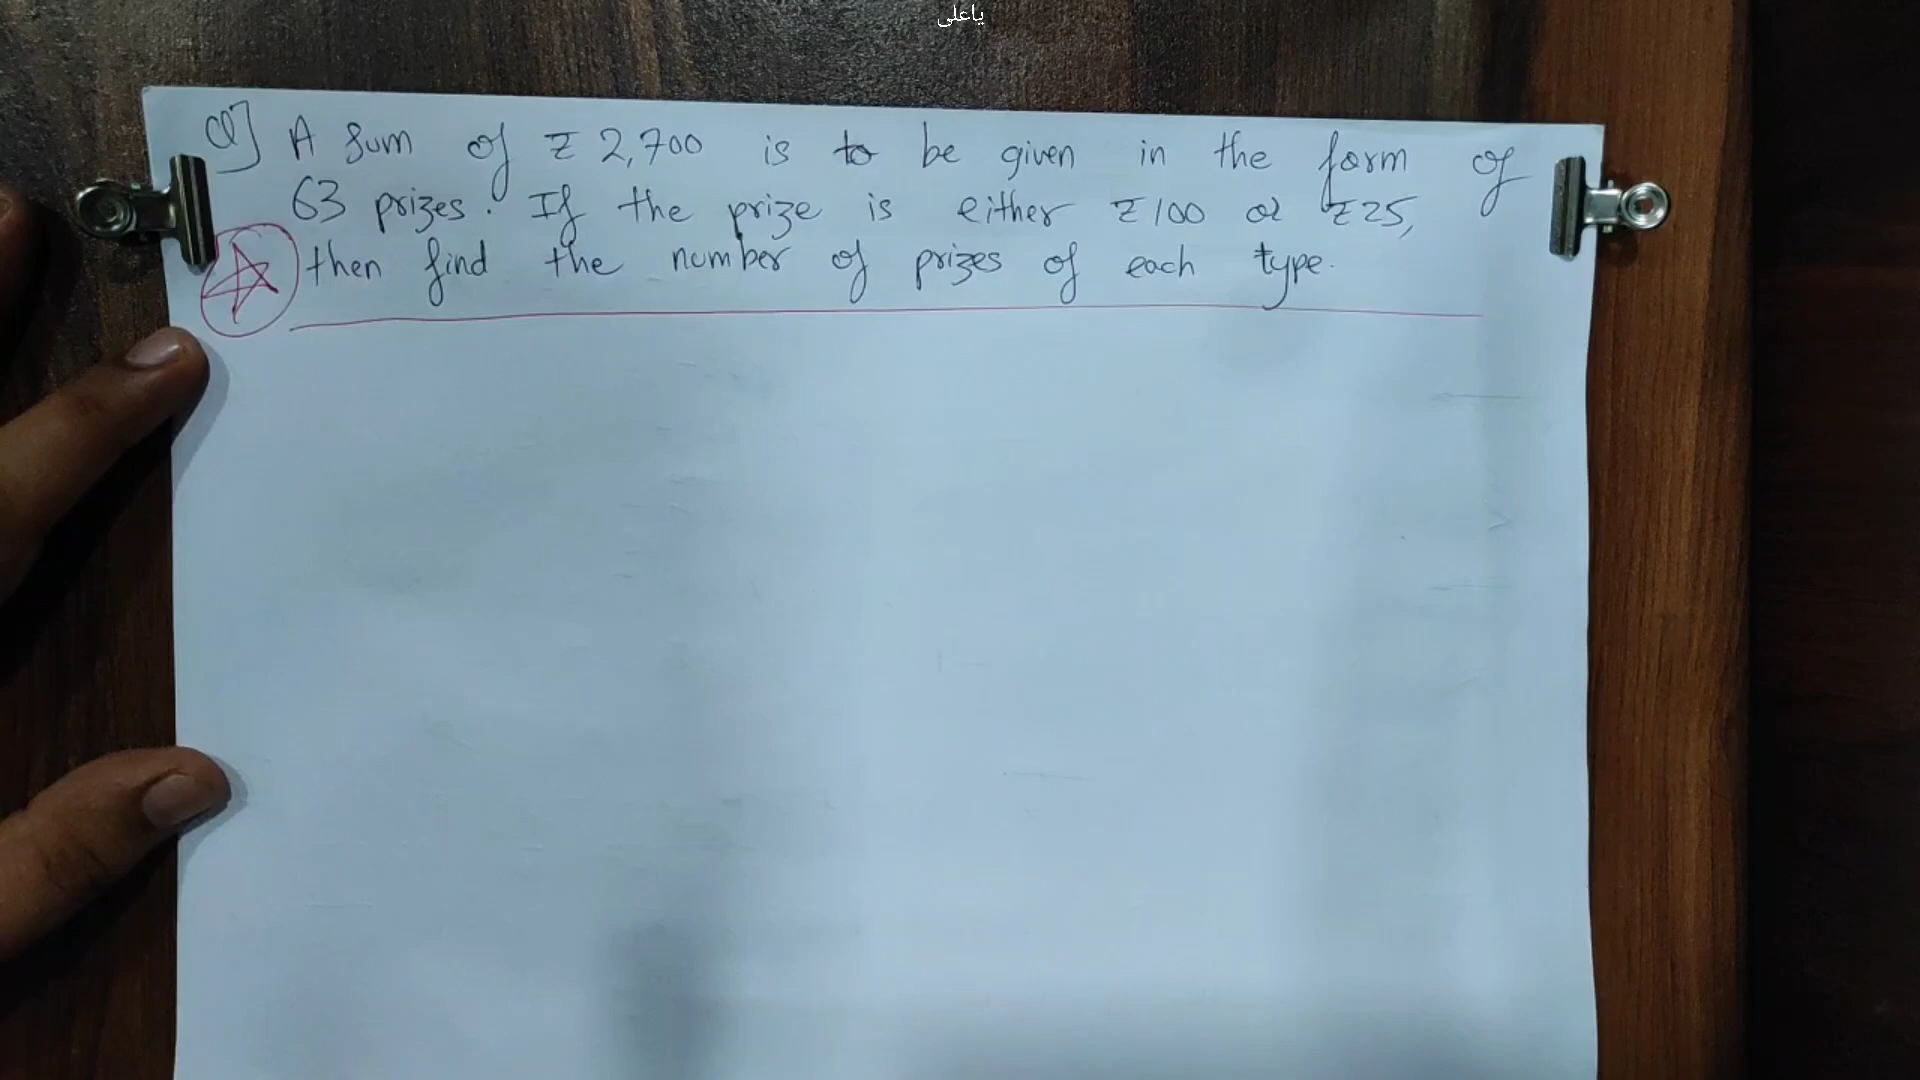 ياعلى
Q] A sum of ₹ 2,700 is to be given in the form of
63 prizes. If the prize is either ₹100 or ₹25,
then find the number of prizes of each type.